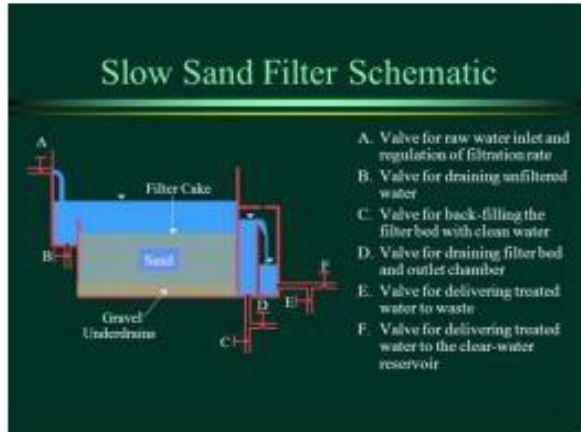 Slow Sand Filter Schematic
A
Filter Cake
B
Sand
Gravel
Underdrains
C
D
E
F
A. Valve for raw water inlet and
regulation of filtration rate
B. Valve for draining unfiltered
water
C. Valve for back-filling the
filter bed with clean water
D. Valve for draining filter bed
and outlet chamber
E. Valve for delivering treated
water to waste
F. Valve for delivering treated
water to the clear-water
reservoir